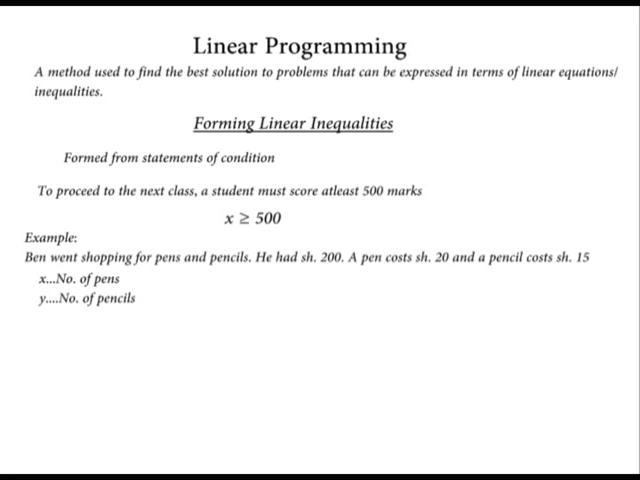 Linear Programming
A method used to find the best solution to problems that can be expressed in terms of linear equations/
inequalities.
Forming Linear Inequalities
Formed from statements of condition
To proceed to the next class, a student must score atleast 500 marks
x ≥ 500
Example:
Ben went shopping for pens and pencils. He had sh. 200. A pen costs sh. 20 and a pencil costs sh. 15
x...No. of pens
y....No. of pencils